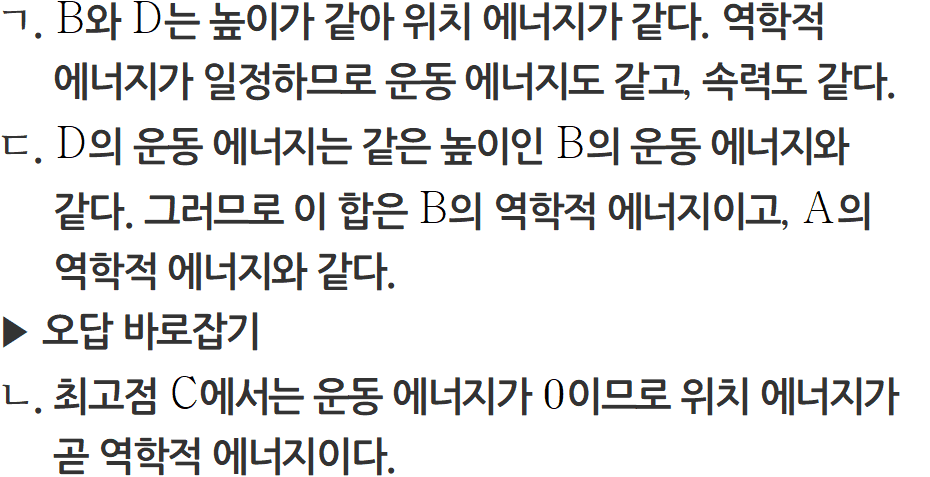 ㄱ. B와 D는 높이가 같아 위치 에너지가 같다. 역학적
에너지가 일정하므로 운동 에너지도 같고, 속력도 같다.
ㄷ. D의 운동 에너지는 같은 높이인 B의 운동 에너지와
같다. 그러므로 이 합은 B의 역학적 에너지이고, A의
역학적 에너지와 같다.
▶ 오답 바로잡기
ㄴ. 최고점 C에서는 운동 에너지가 0이므로 위치 에너지가
곧 역학적 에너지이다.